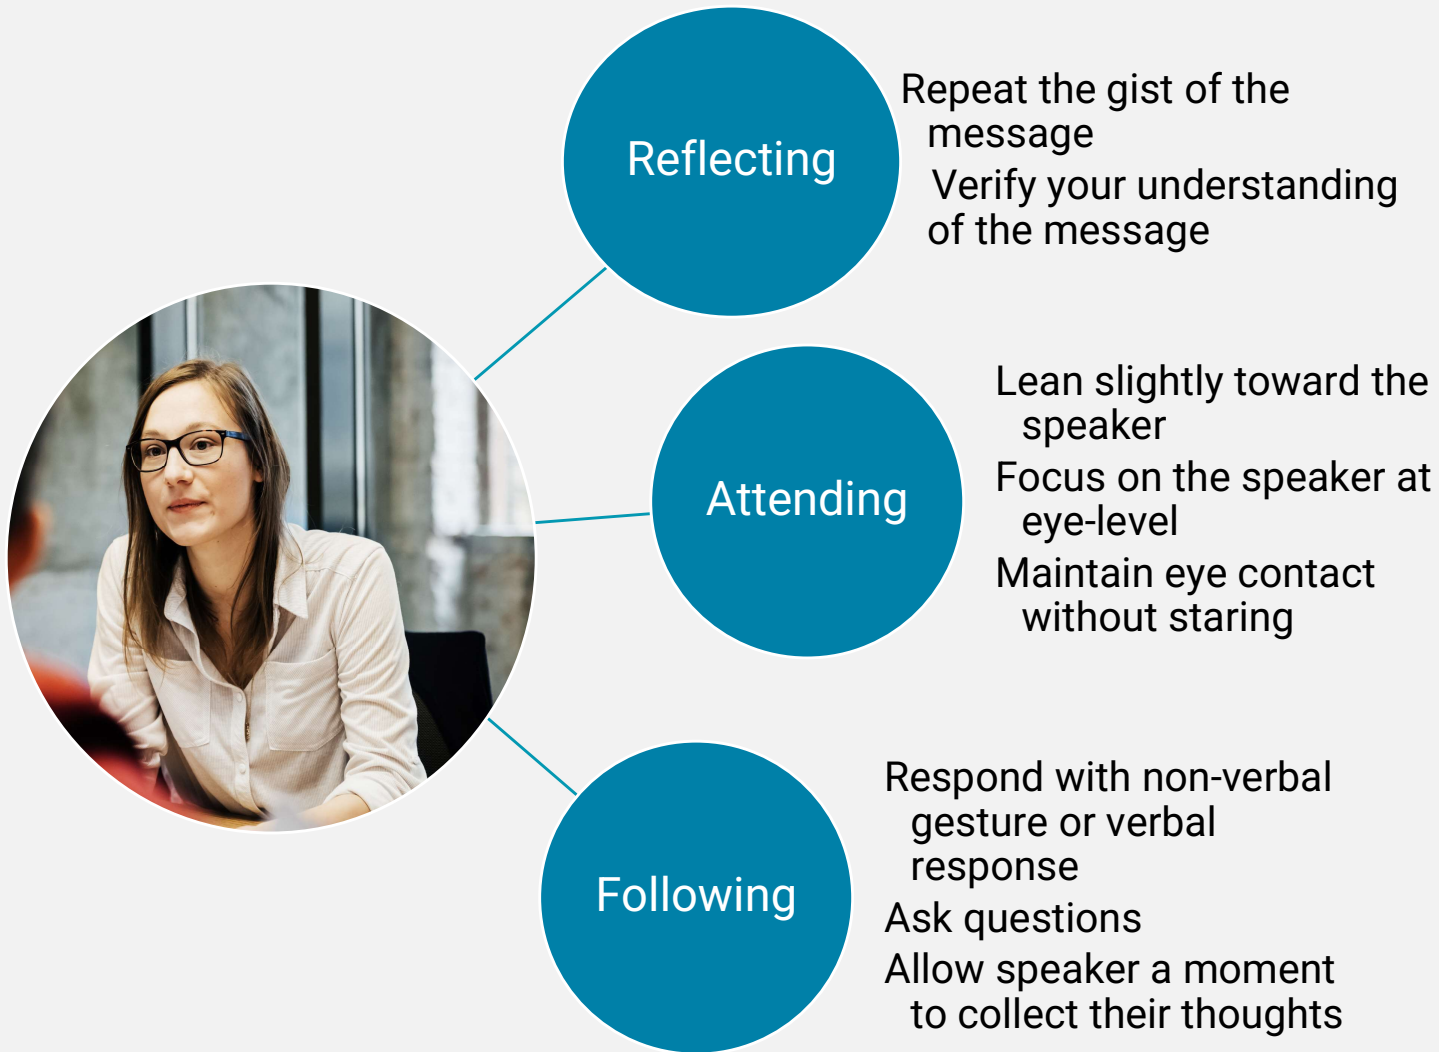 Reflecting
Repeat the gist of the
message
Verify your understanding
of the message
Attending
Lean slightly toward the
speaker
Focus on the speaker at
eye-level
Maintain eye contact
without staring
Following
Respond with non-verbal
gesture or verbal
response
Ask questions
Allow speaker a moment
to collect their thoughts